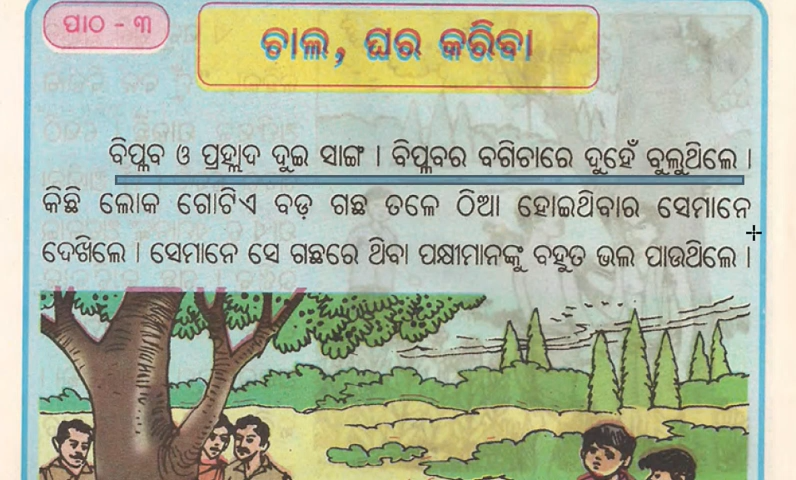 ପାଠ - ୩
ଚାଲ, ଘର କରିବା
ବିପ୍ଳବ ଓ ପ୍ରହ୍ଲାଦ ଦୁଇ ସାଙ୍ଗ । ବିପ୍ଳବର ବଗିଚାରେ ଦୁହେଁ ବୁଲୁଥିଲେ ।
କିଛି ଲୋକ ଗୋଟିଏ ବଡ଼ ଗଛ ତଳେ ଠିଆ ହୋଇଥିବାର ସେମାନେ
ଦେଖିଲେ । ସେମାନେ ସେ ଗଛରେ ଥିବା ପକ୍ଷୀମାନଙ୍କୁ ବହୁତ ଭଲ ପାଉଥିଲେ ।